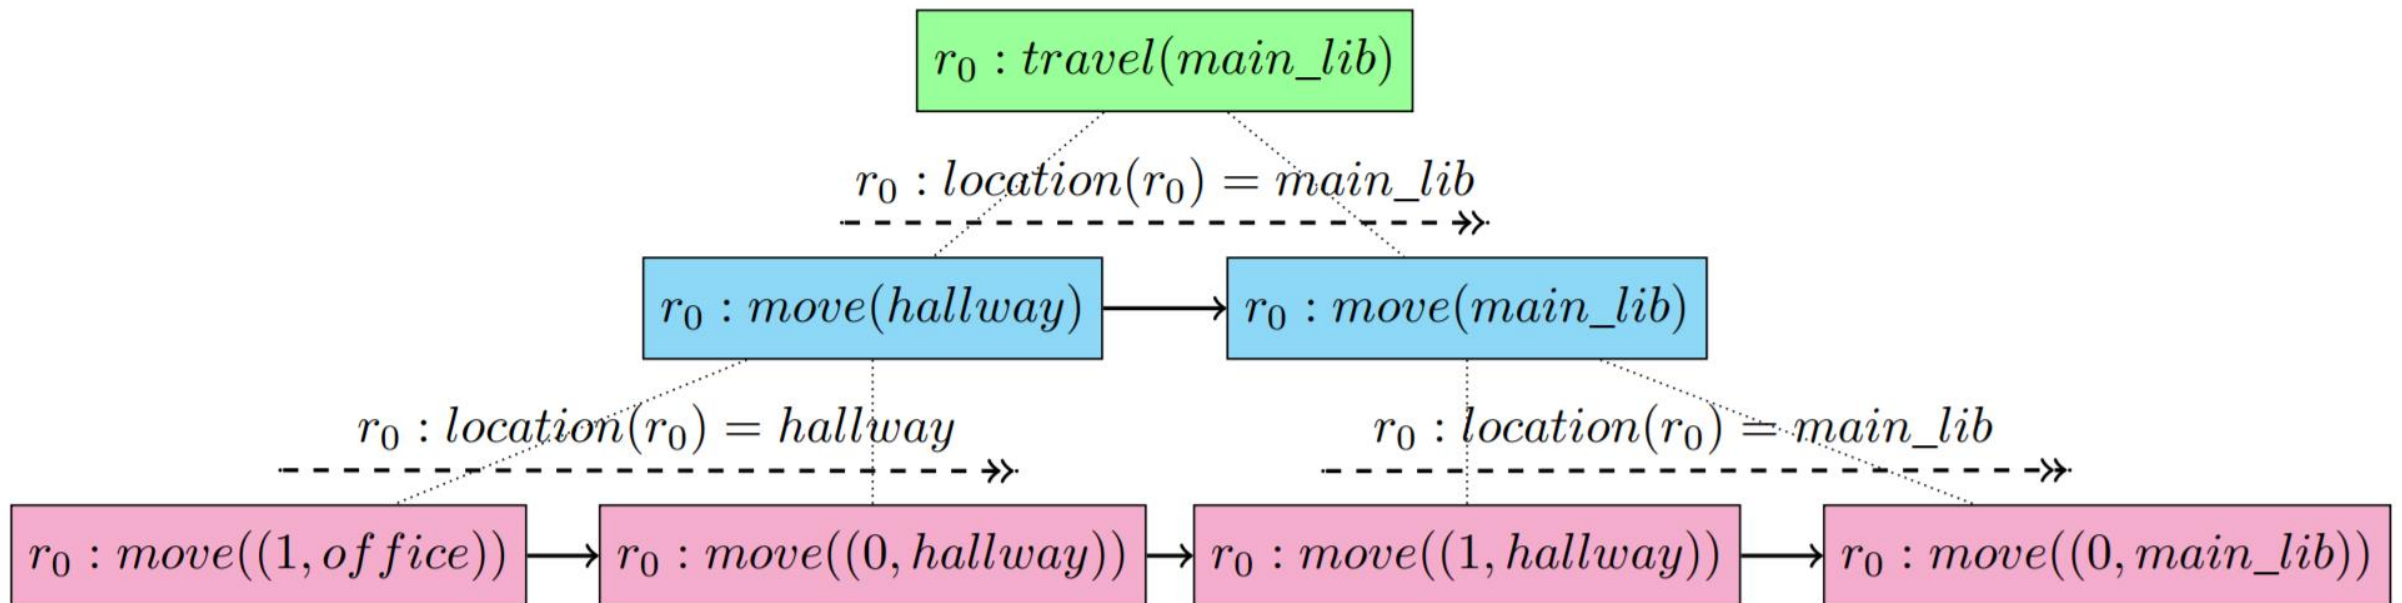 r₀ : travel(main_lib)
r₀ : location(r₀) = main_lib
r₀ : move(hallway)
r₀ : move(main_lib)
r₀ : location(r₀) = hallway
r₀ : location(r₀) = main_lib
r₀ : move((1, office))
r₀ : move((0, hallway))
r₀ : move((1, hallway))
r₀ : move((0, main_lib))